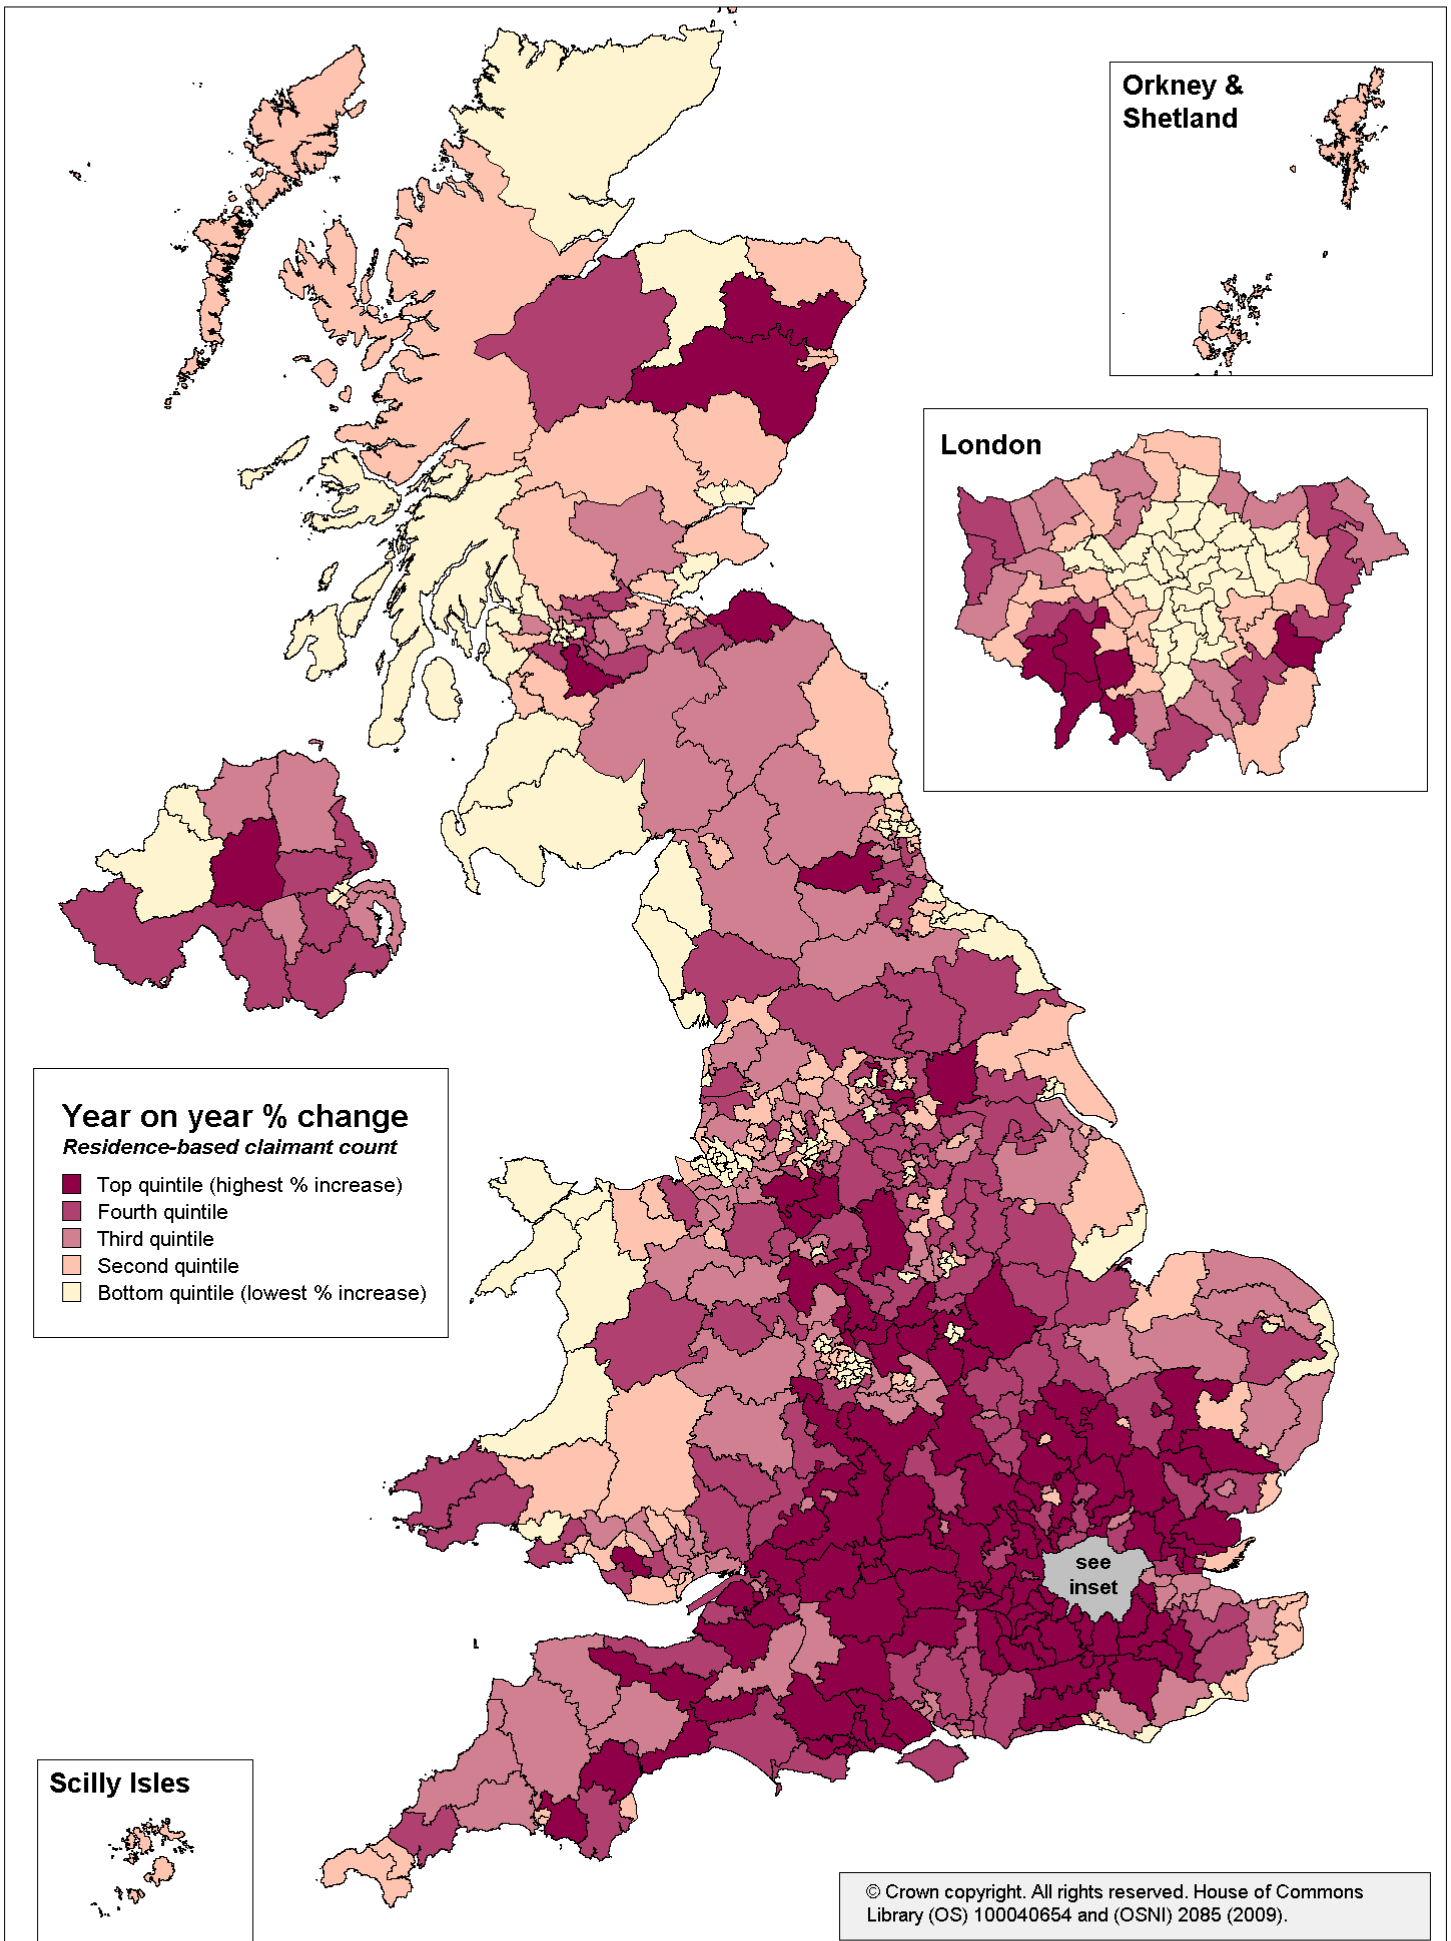 Orkney &
Shetland
London
Year on year % change
Residence-based claimant count
Top quintile (highest % increase)
Fourth quintile
Third quintile
Second quintile
Bottom quintile (lowest % increase)
see
inset
Scilly Isles
© Crown copyright. All rights reserved. House of Commons
Library (OS) 100040654 and (OSNI) 2085 (2009).